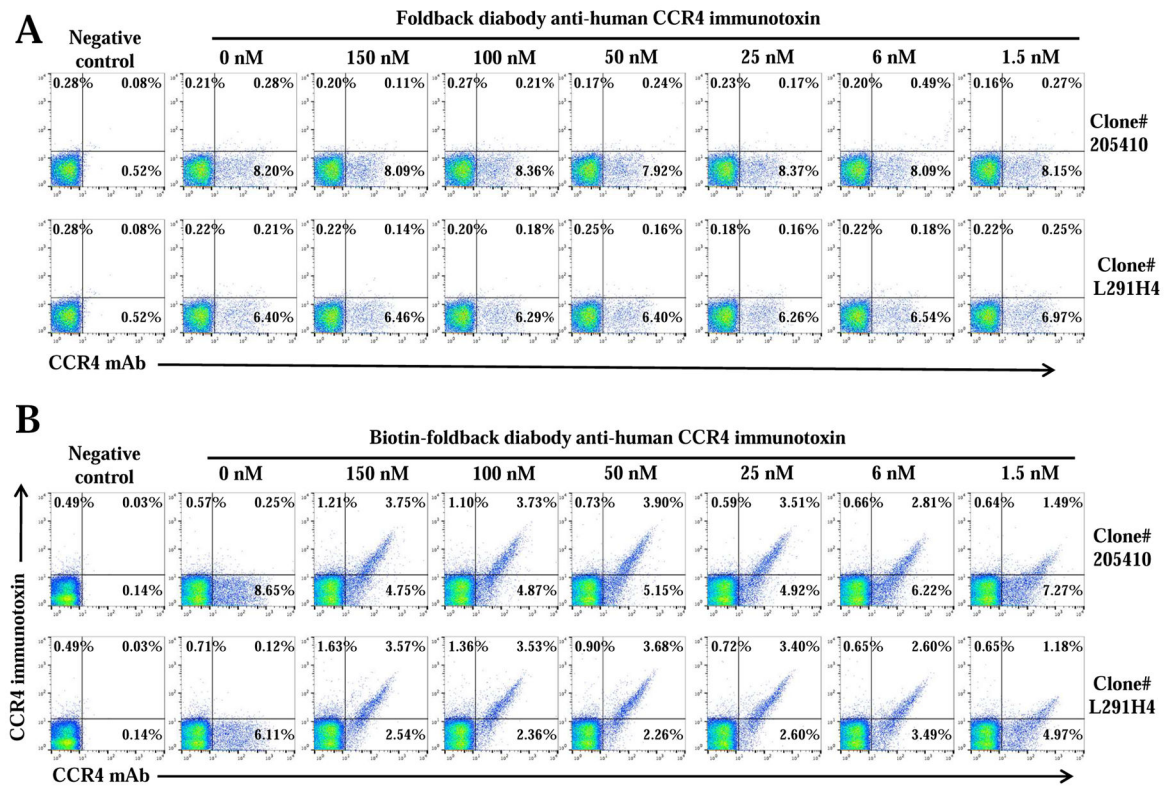 A
Foldback diabody anti-human CCR4 immunotoxin
Negative
control
0 nM 150 nM 100 nM 50 nM 25 nM 6 nM 1.5 nM
0.28% 0.08% 0.21% 0.28% 0.20% 0.11% 0.27% 0.21% 0.17% 0.24% 0.23% 0.17% 0.20% 0.49% 0.16% 0.27%
Clone#
205410
0.52% 8.20% 8.09% 8.36% 7.92% 8.37% 8.09% 8.15%
0.28% 0.08% 0.22% 0.21% 0.22% 0.14% 0.20% 0.18% 0.25% 0.16% 0.18% 0.16% 0.22% 0.18% 0.22% 0.25%
Clone#
L291H4
0.52% 6.40% 6.46% 6.29% 6.40% 6.26% 6.54% 6.97%
CCR4 mAb
B
Biotin-foldback diabody anti-human CCR4 immunotoxin
Negative
control
0 nM 150 nM 100 nM 50 nM 25 nM 6 nM 1.5 nM
0.49% 0.03% 0.57% 0.25% 1.21% 3.75% 1.10% 3.73% 0.73% 3.90% 0.59% 3.51% 0.66% 2.81% 0.64% 1.49%
Clone#
205410
0.14% 8.65% 4.75% 4.87% 5.15% 4.92% 6.22% 7.27%
0.49% 0.03% 0.71% 0.12% 1.63% 3.57% 1.36% 3.53% 0.90% 3.68% 0.72% 3.40% 0.65% 2.60% 0.65% 1.18%
Clone#
L291H4
0.14% 6.11% 2.54% 2.36% 2.26% 2.60% 3.49% 4.97%
CCR4 immunotoxin
CCR4 mAb